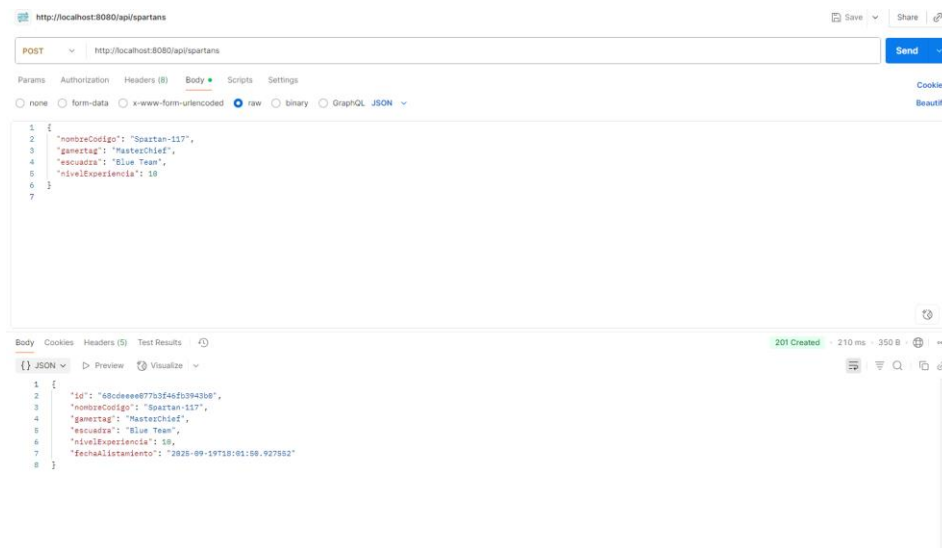 http://localhost:8080/api/spartans
Save
Share
POST
http://localhost:8080/api/spartans
Send
Params Authorization Headers (8) Body Scripts Settings
Cookie
none form-data x-www-form-urlencoded raw binary GraphQL JSON
Beautif
1 {
2 "nombreCodigo": "Spartan-117",
3 "gamertag": "MasterChief",
4 "escuadra": "Blue Team",
5 "nivelExperiencia": 10
6 }
7
Body Cookies Headers (5) Test Results
201 Created · 210 ms · 350 B
{} JSON Preview Visualize
1 {
2 "id": "68cdeeee877b3f46fb3943b8",
3 "nombreCodigo": "Spartan-117",
4 "gamertag": "MasterChief",
5 "escuadra": "Blue Team",
6 "nivelExperiencia": 10,
7 "fechaAlistamiento": "2025-09-19T18:01:50.927552"
8 }